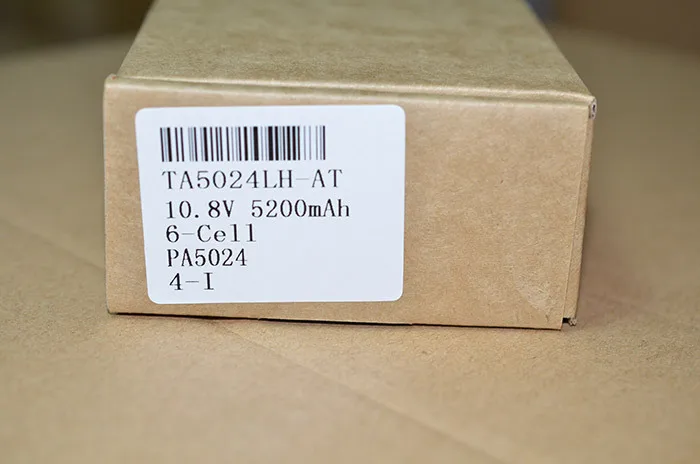 TA5024LH-AT
10.8V 5200mAh
6-Cell
PA5024
4-I